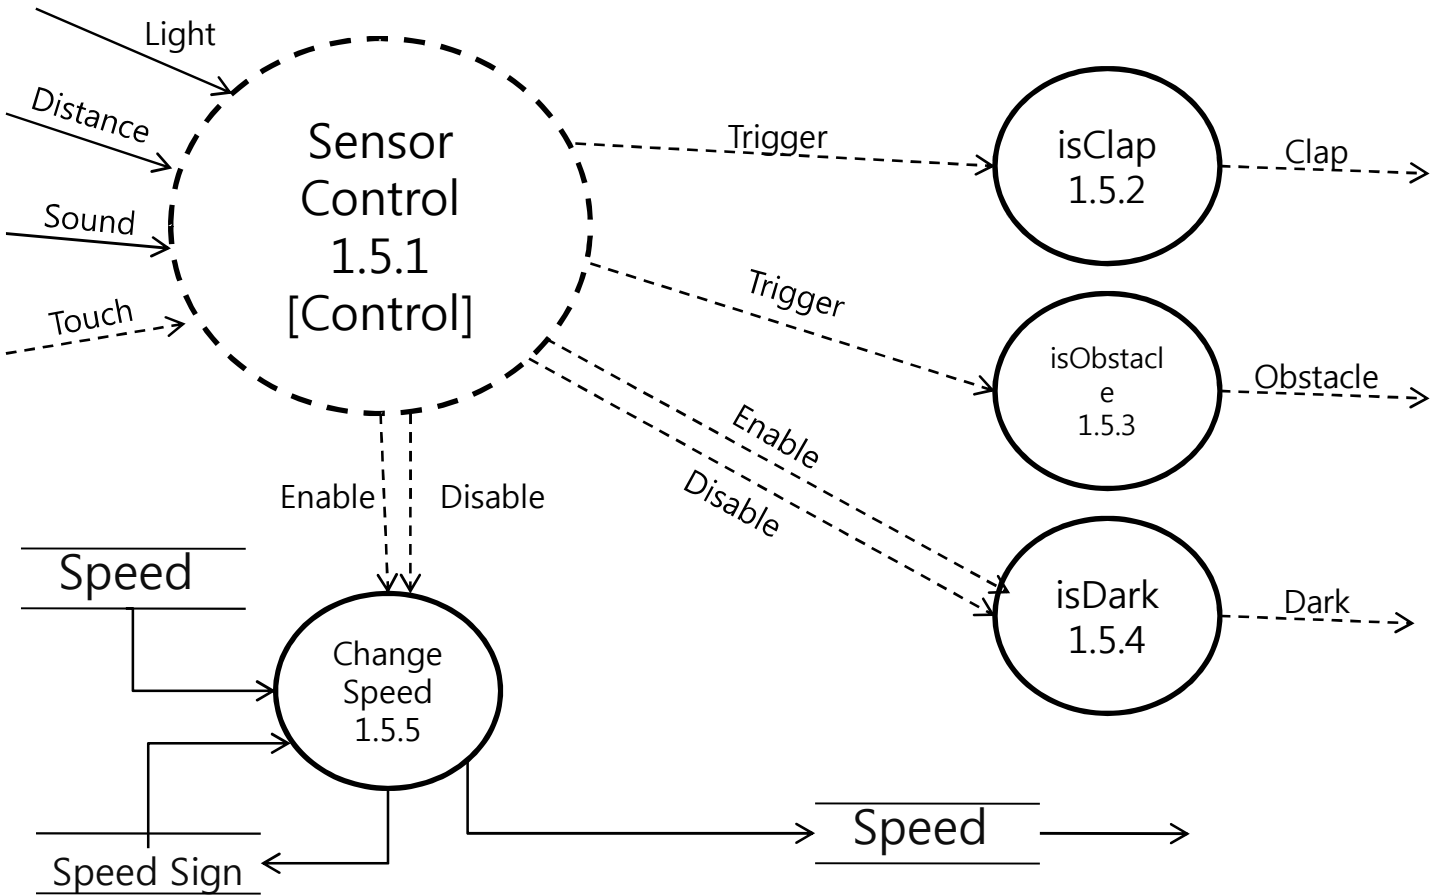 Light
Distance
Sound
Touch
Sensor
Control
1.5.1
[Control]
Trigger
isClap
1.5.2
Clap
Trigger
isObstacl
e
1.5.3
Obstacle
Enable
Disable
isDark
1.5.4
Dark
Enable
Disable
Speed
Change
Speed
1.5.5
Speed Sign
Speed